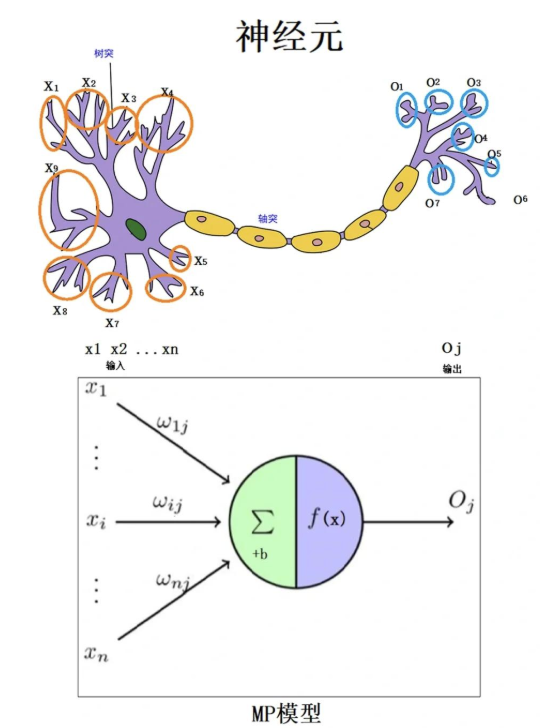 神经元
树突
X1 X2 X3 X4
O1 O2 O3
O4
X9
O5
O7 O6
轴突
X5
X6
X8
X7
x1 x2 ...xn
输入
Oj
输出
x1
ω1j
⋮
xi ωij
∑ f(x)
+b
Oj
⋮
ωnj
xn
MP模型